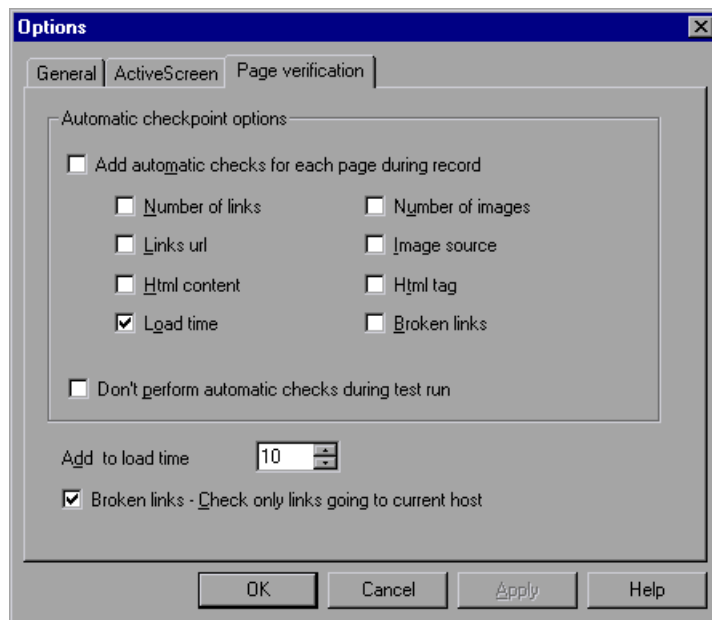 Options
General ActiveScreen Page verification
Automatic checkpoint options
Add automatic checks for each page during record
Number of links Number of images
Links url Image source
Html content Html tag
Load time Broken links
Don't perform automatic checks during test run
Add to load time 10
Broken links - Check only links going to current host
OK Cancel Apply Help